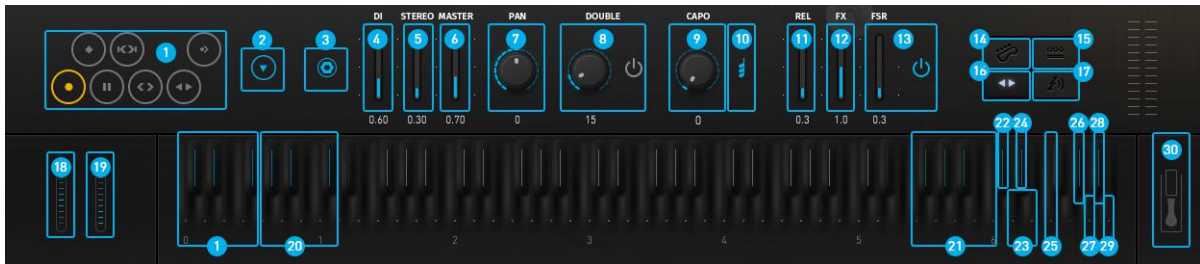 DI STEREO MASTER PAN DOUBLE CAPO REL FX FSR
1 2 3 4 5 6 7 8 9 10 11 12 13 14 15
16 17
0.60 0.30 0.70 0 15 0 0.3 1.0 0.3
22 24 26 28
18 19 30
0 1 20 1 2 3 4 5 21 6 23 25 27 29